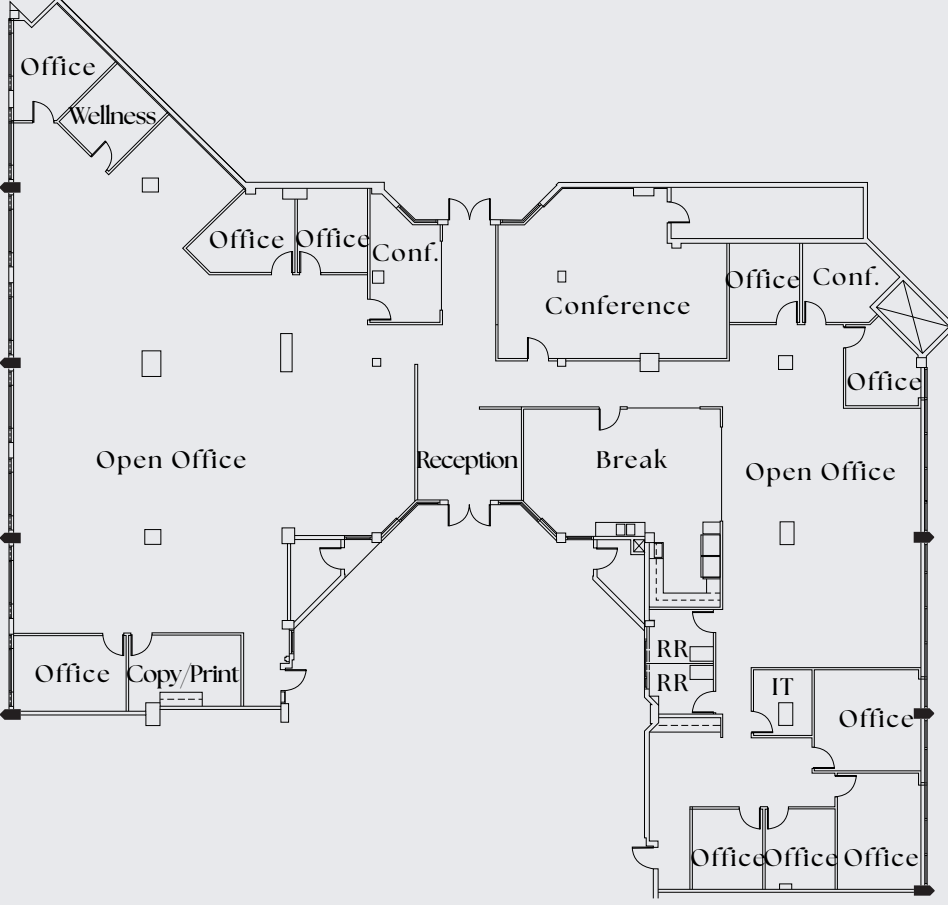 Office
Wellness
Office
Office
Conf.
Conference
Office
Conf.
Office
Open Office
Reception
Break
Open Office
Office
Copy/Print
RR
RR
IT
Office
Office
Office
Office